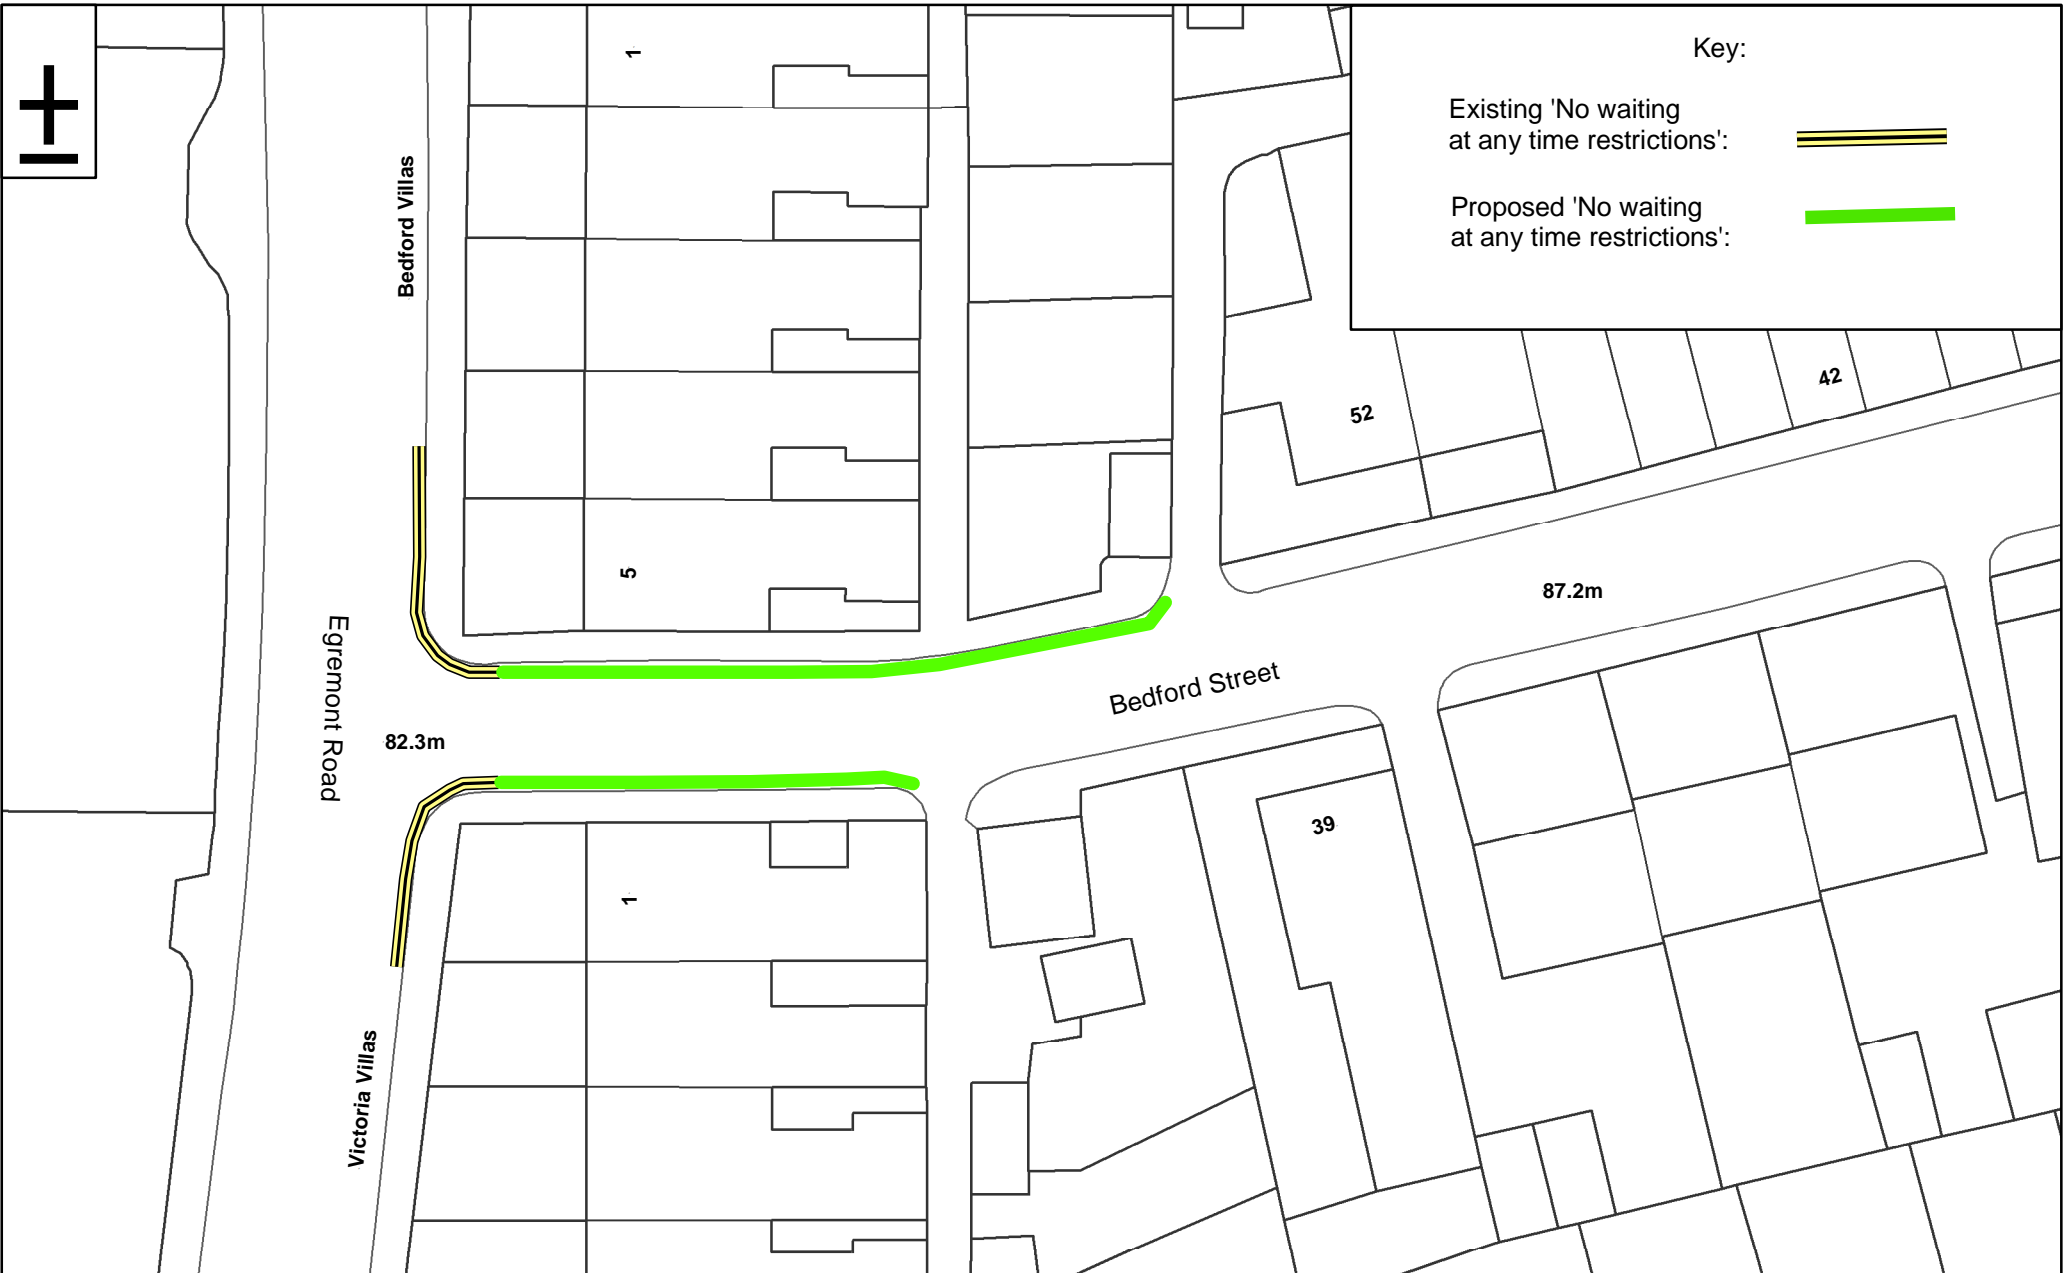 Key:
Existing 'No waiting
at any time restrictions':
Proposed 'No waiting
at any time restrictions':
1
Bedford Villas
42
52
5
87.2m
Egremont Road
Bedford Street
82.3m
39
1
Victoria Villas